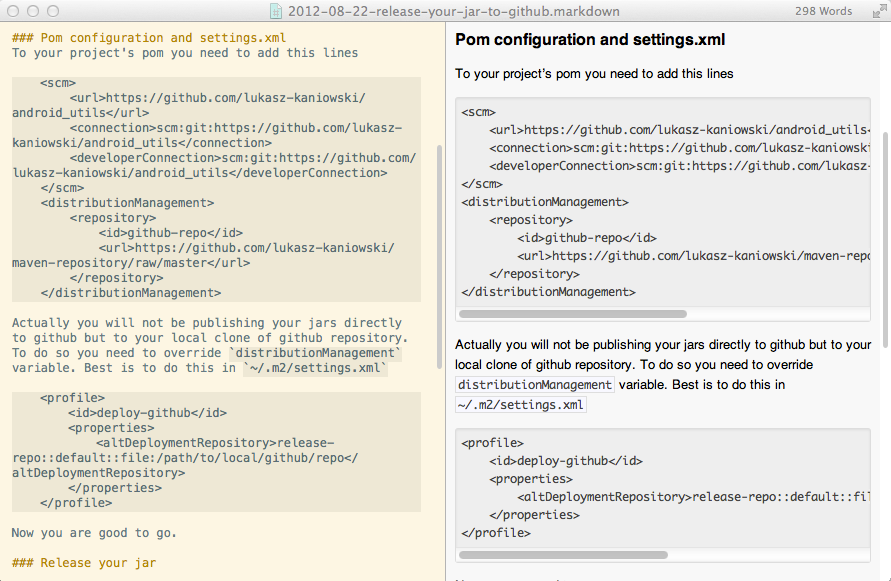 2012-08-22-release-your-jar-to-github.markdown
298 Words
### Pom configuration and settings.xml
To your project's pom you need to add this lines
<scm>
<url>https://github.com/lukasz-kaniowski/
android_utils</url>
<connection>scm:git:https://github.com/lukasz-
kaniowski/android_utils</connection>
<developerConnection>scm:git:https://github.com/
lukasz-kaniowski/android_utils</developerConnection>
</scm>
<distributionManagement>
<repository>
<id>github-repo</id>
<url>https://github.com/lukasz-kaniowski/
maven-repository/raw/master</url>
</repository>
</distributionManagement>
Actually you will not be publishing your jars directly
to github but to your local clone of github repository.
To do so you need to override `distributionManagement`
variable. Best is to do this in `~/.m2/settings.xml`
<profile>
<id>deploy-github</id>
<properties>
<altDeploymentRepository>release-
repo::default::file:/path/to/local/github/repo</
altDeploymentRepository>
</properties>
</profile>
Now you are good to go.
### Release your jar
Pom configuration and settings.xml
To your project's pom you need to add this lines
<scm>
<url>https://github.com/lukasz-kaniowski/android_utils<
<connection>scm:git:https://github.com/lukasz-kaniowsk
<developerConnection>scm:git:https://github.com/lukasz-
</scm>
<distributionManagement>
<repository>
<id>github-repo</id>
<url>https://github.com/lukasz-kaniowski/maven-repo
</repository>
</distributionManagement>
Actually you will not be publishing your jars directly to github but to your
local clone of github repository. To do so you need to override
distributionManagement variable. Best is to do this in
~/.m2/settings.xml
<profile>
<id>deploy-github</id>
<properties>
<altDeploymentRepository>release-repo::default::fil
</properties>
</profile>